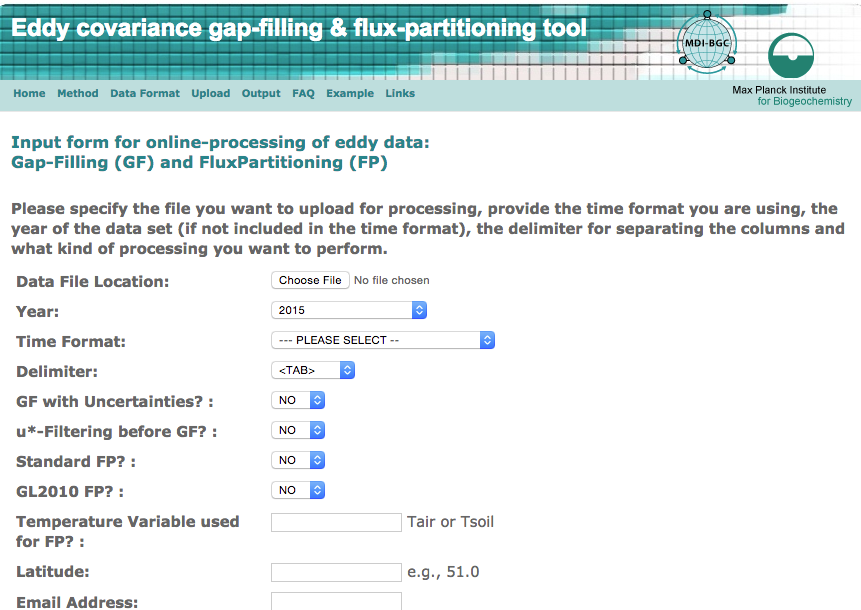 Eddy covariance gap-filling & flux-partitioning tool
MDI-BGC
Home Method Data Format Upload Output FAQ Example Links
Max Planck Institute
for Biogeochemistry
Input form for online-processing of eddy data:
Gap-Filling (GF) and FluxPartitioning (FP)
Please specify the file you want to upload for processing, provide the time format you are using, the
year of the data set (if not included in the time format), the delimiter for separating the columns and
what kind of processing you want to perform.
Data File Location: Choose File No file chosen
Year: 2015
Time Format: --- PLEASE SELECT --
Delimiter: <TAB>
GF with Uncertainties? : NO
u*-Filtering before GF? : NO
Standard FP? : NO
GL2010 FP? : NO
Temperature Variable used Tair or Tsoil
for FP? :
Latitude: e.g., 51.0
Email Address: